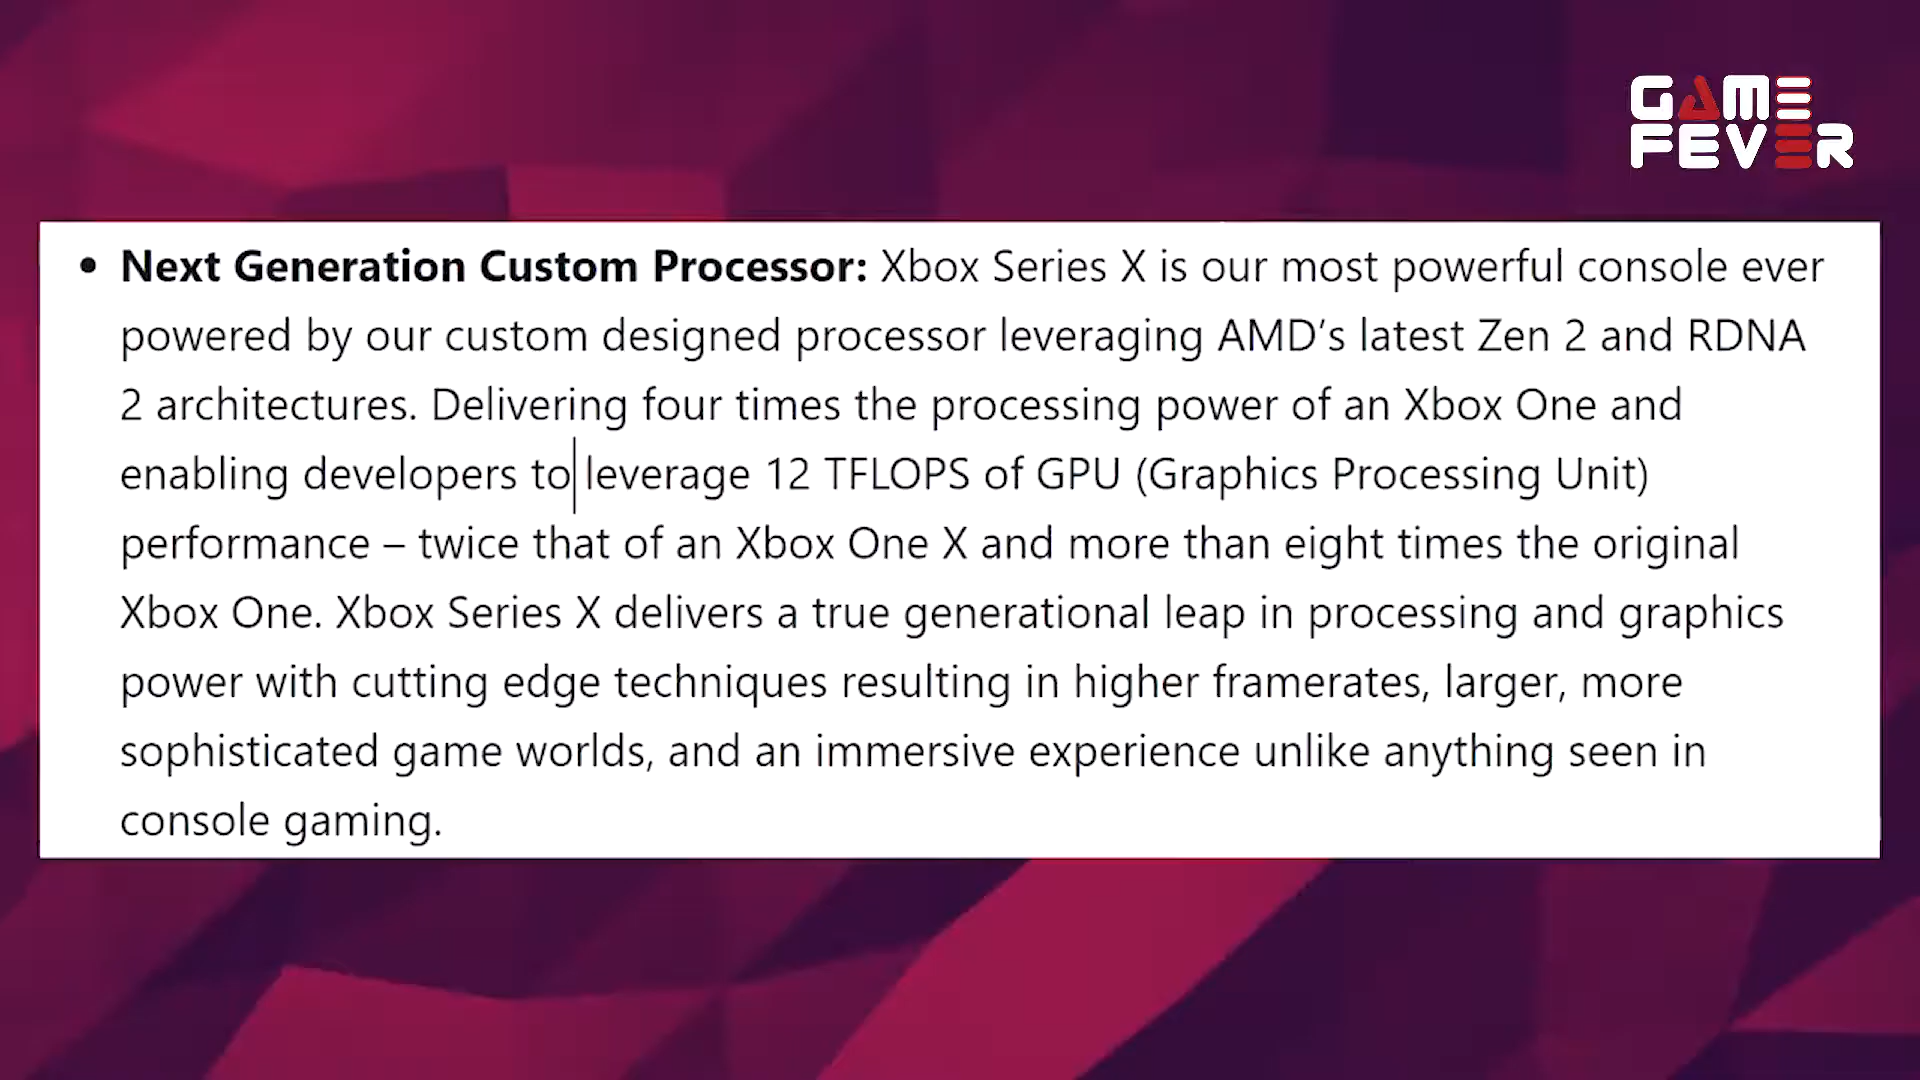 GAME
FEVER
• Next Generation Custom Processor: Xbox Series X is our most powerful console ever
powered by our custom designed processor leveraging AMD’s latest Zen 2 and RDNA
2 architectures. Delivering four times the processing power of an Xbox One and
enabling developers to leverage 12 TFLOPS of GPU (Graphics Processing Unit)
performance – twice that of an Xbox One X and more than eight times the original
Xbox One. Xbox Series X delivers a true generational leap in processing and graphics
power with cutting edge techniques resulting in higher framerates, larger, more
sophisticated game worlds, and an immersive experience unlike anything seen in
console gaming.